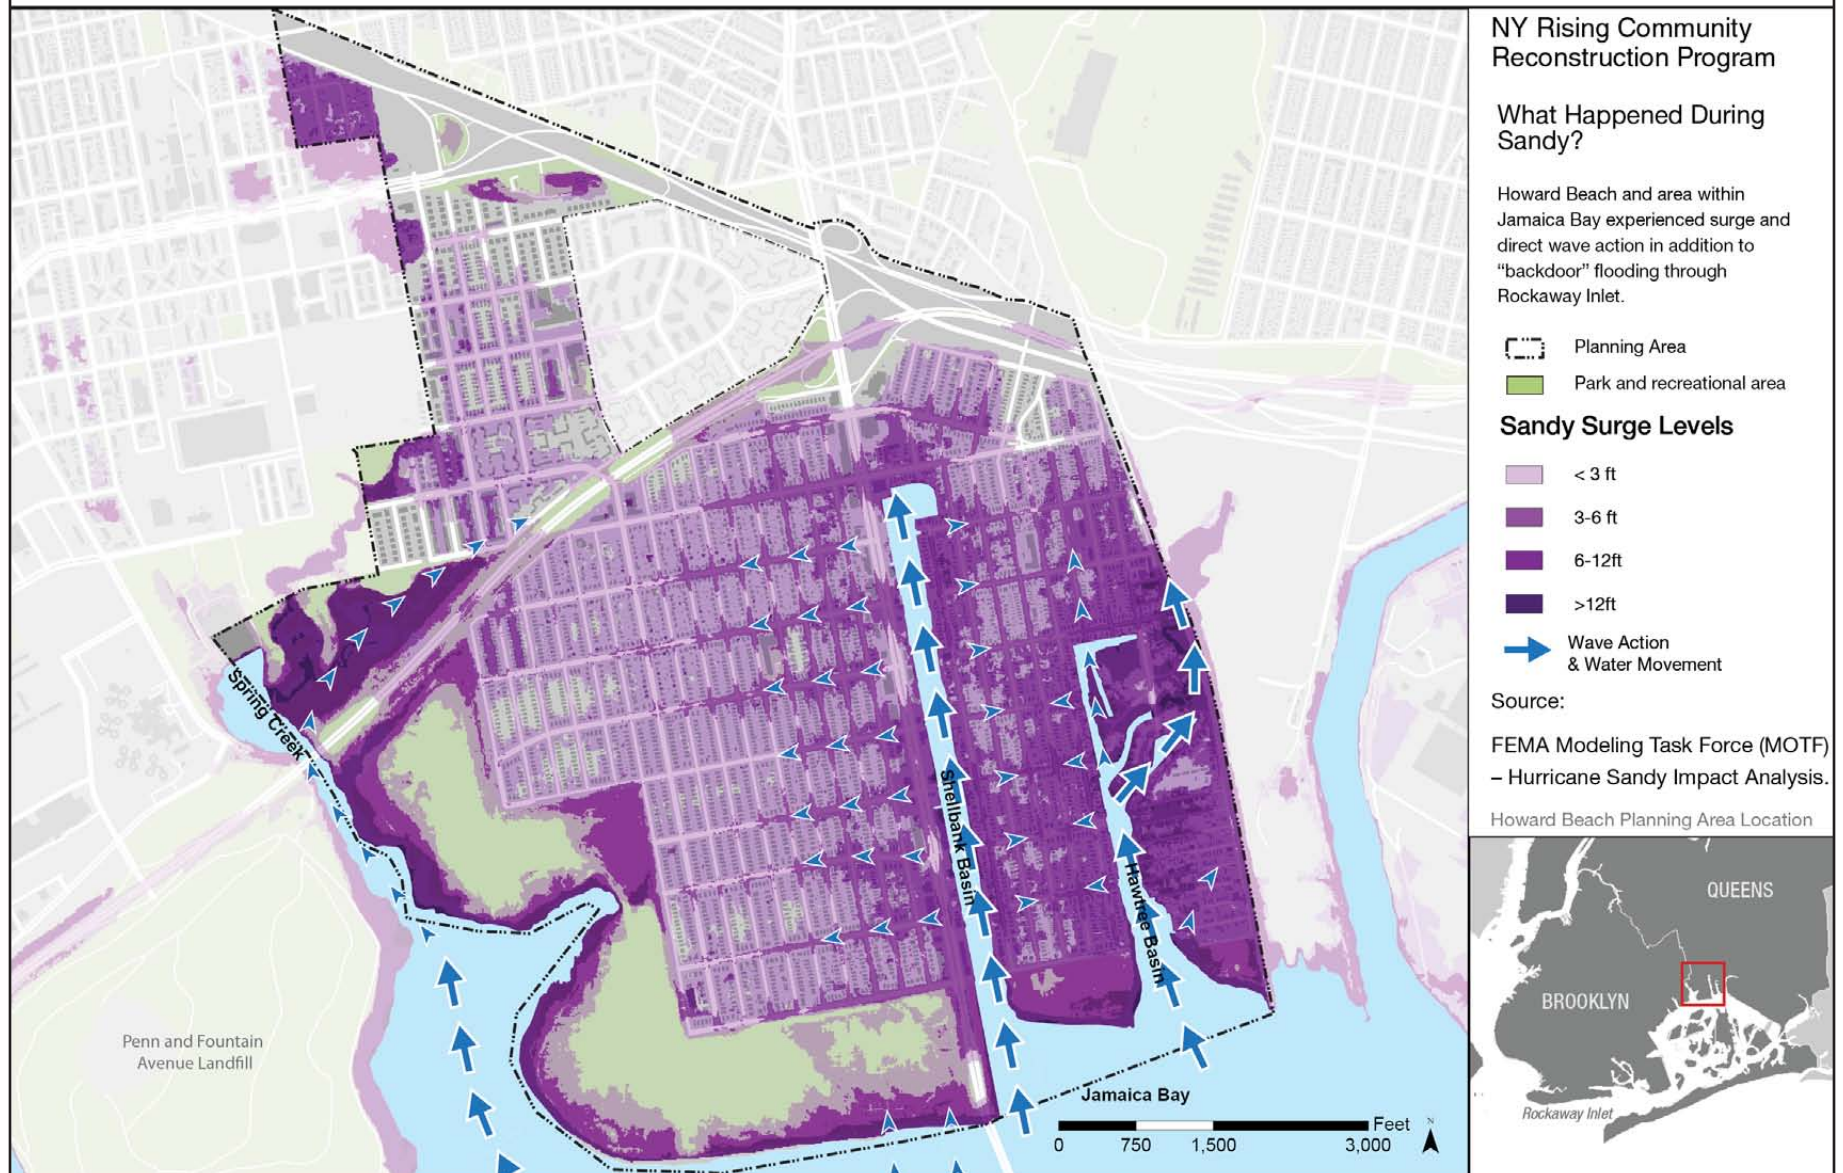 NY Rising Community
Reconstruction Program
What Happened During
Sandy?
Howard Beach and area within
Jamaica Bay experienced surge and
direct wave action in addition to
“backdoor” flooding through
Rockaway Inlet.
Planning Area
Park and recreational area
Sandy Surge Levels
< 3 ft
3-6 ft
6-12ft
>12ft
Wave Action
& Water Movement
Source:
FEMA Modeling Task Force (MOTF)
– Hurricane Sandy Impact Analysis.
Howard Beach Planning Area Location
QUEENS
BROOKLYN
Rockaway Inlet
Spring Creek
Shellbank Basin
Hawtree Basin
Penn and Fountain
Avenue Landfill
Jamaica Bay
Feet
0 750 1,500 3,000
N